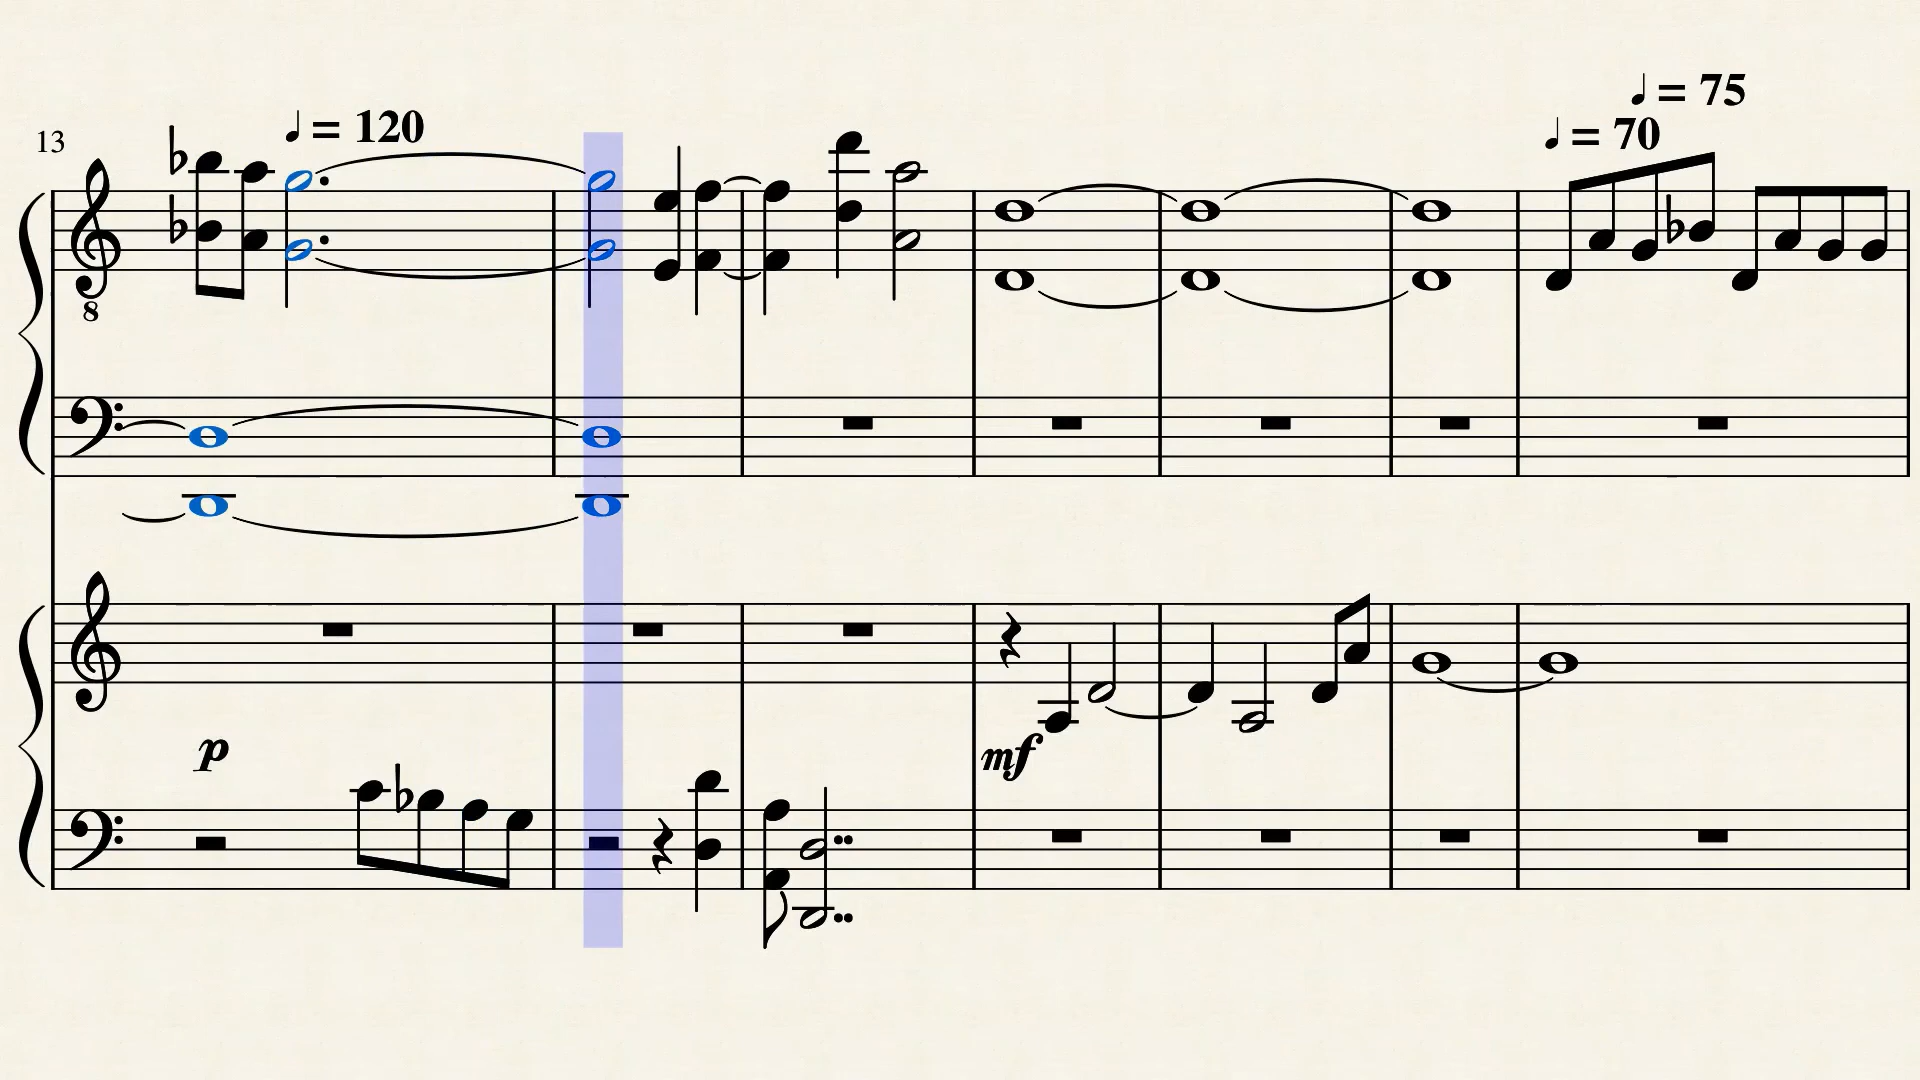 ♩ = 75
13
♩ = 120
♩ = 70
8
p
mf